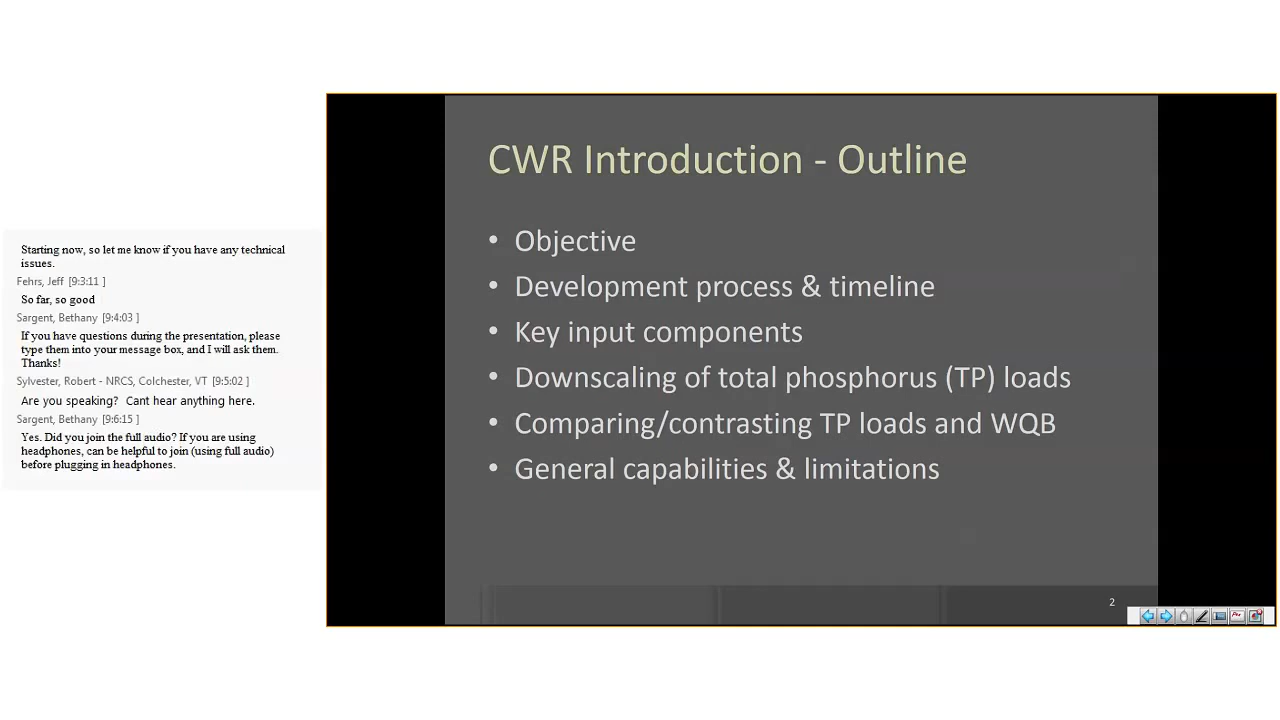 Starting now, so let me know if you have any technical
issues.
Fehrs, Jeff [9:3:11 ]
So far, so good
Sargent, Bethany [9:4:03 ]
If you have questions during the presentation, please
type them into your message box, and I will ask them.
Thanks!
Sylvester, Robert - NRCS, Colchester, VT [9:5:02 ]
Are you speaking?  Cant hear anything here.
Sargent, Bethany [9:6:15 ]
Yes. Did you join the full audio? If you are using
headphones, can be helpful to join (using full audio)
before plugging in headphones.
CWR Introduction - Outline
• Objective
• Development process & timeline
• Key input components
• Downscaling of total phosphorus (TP) loads
• Comparing/contrasting TP loads and WQB
• General capabilities & limitations
2